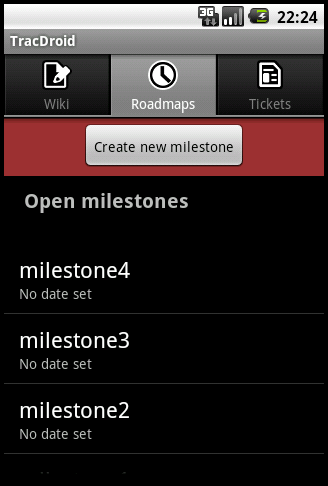 3G 22:24
TracDroid
Wiki Roadmaps Tickets
Create new milestone
Open milestones
milestone4
No date set
milestone3
No date set
milestone2
No date set